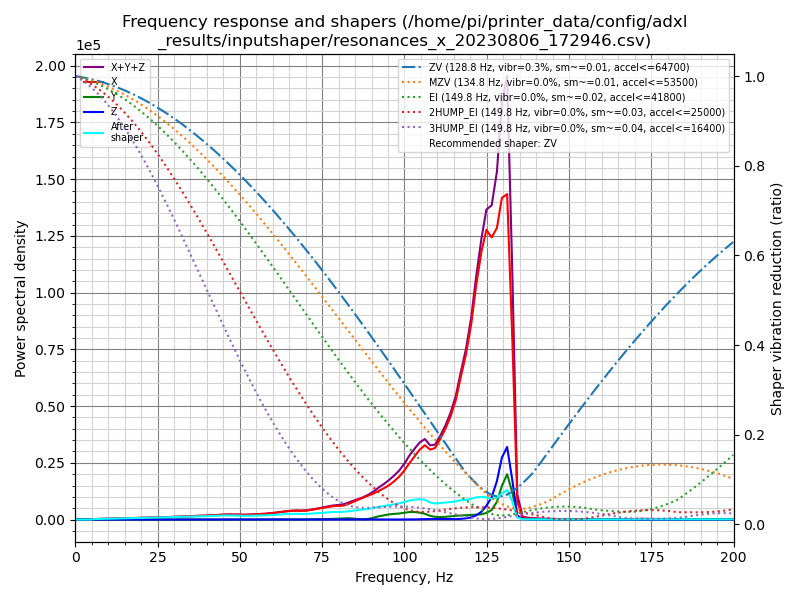 Frequency response and shapers (/home/pi/printer_data/config/adxl
_results/inputshaper/resonances_x_20230806_172946.csv)
1e5
X+Y+Z
X
Y
Z
After
shaper
ZV (128.8 Hz, vibr=0.3%, sm~=0.01, accel<=64700)
MZV (134.8 Hz, vibr=0.0%, sm~=0.01, accel<=53500)
EI (149.8 Hz, vibr=0.0%, sm~=0.02, accel<=41800)
2HUMP_EI (149.8 Hz, vibr=0.0%, sm~=0.03, accel<=25000)
3HUMP_EI (149.8 Hz, vibr=0.0%, sm~=0.04, accel<=16400)
Recommended shaper: ZV
Power spectral density
2.00
1.75
1.50
1.25
1.00
0.75
0.50
0.25
0.00
1.0
0.8
0.6
0.4
0.2
0.0
Shaper vibration reduction (ratio)
0
25
50
75
100
125
150
175
200
Frequency, Hz